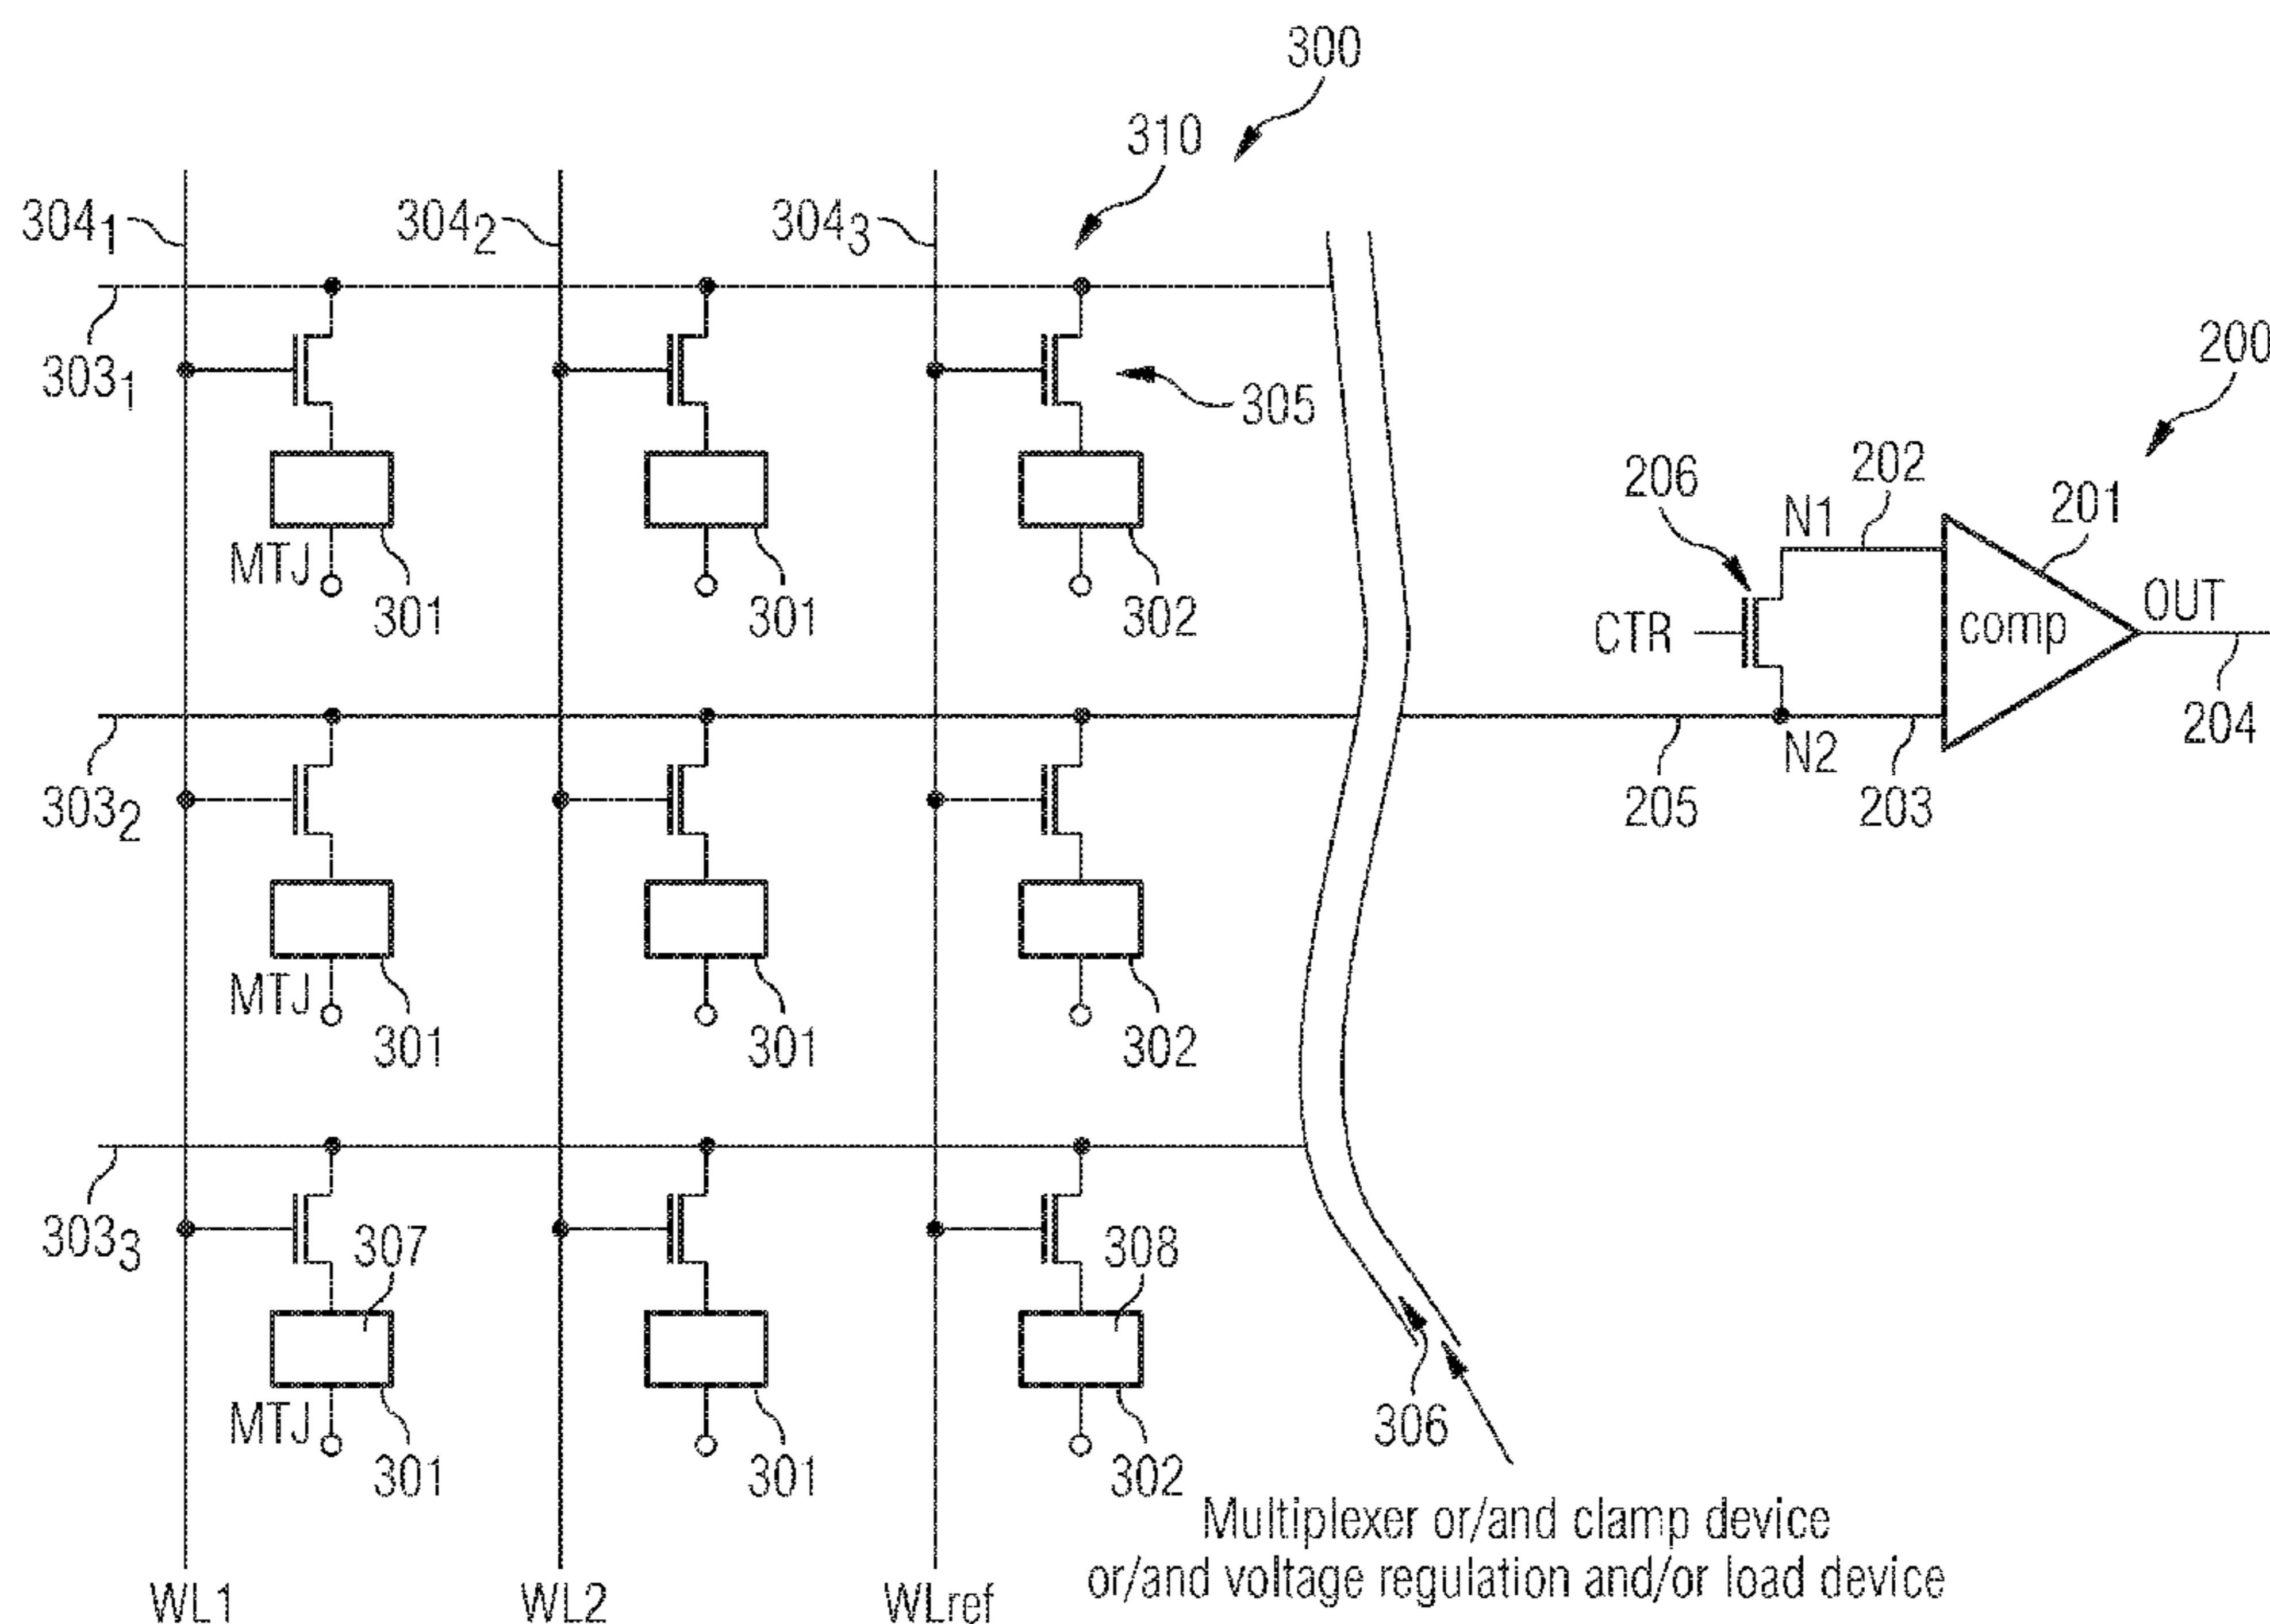 300
310
304₁
304₂
304₃
303₁
305
200
206
202
N1
201
MTJ
301
301
302
CTR
comp
OUT
N2
204
303₂
205
203
MTJ
301
301
302
303₃
307
308
306
MTJ
301
301
302
Multiplexer or/and clamp device
or/and voltage regulation and/or load device
WL1
WL2
WLref